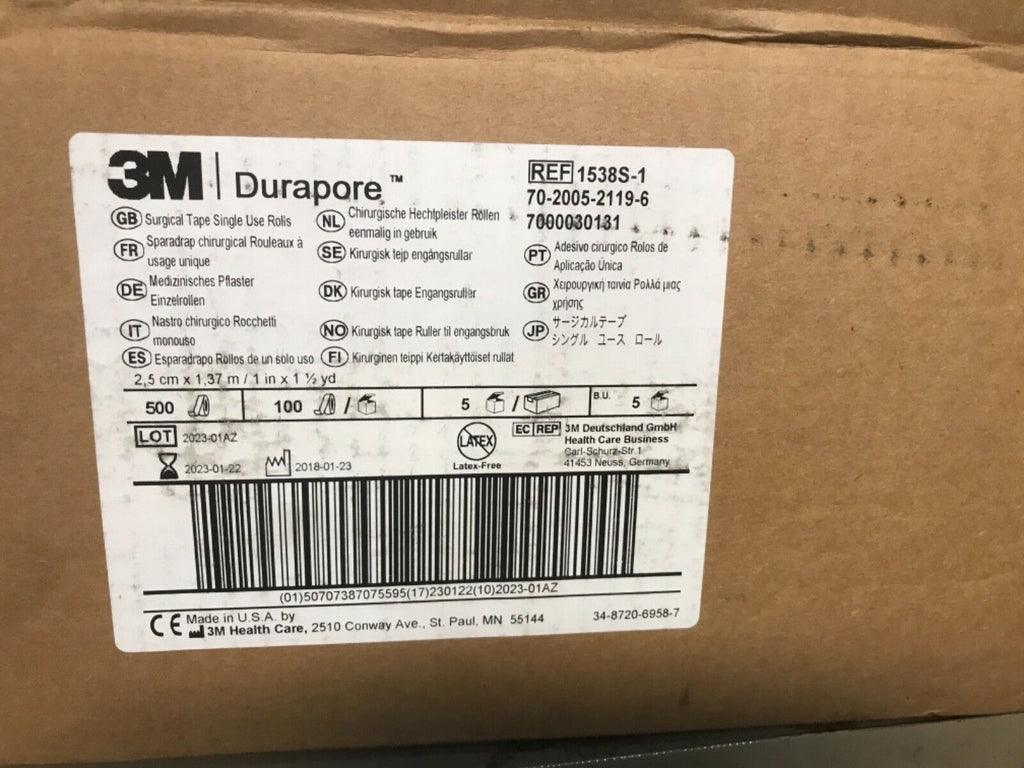 3M Durapore™
REF 1538S-1
70-2005-2119-6
7000030131
GB Surgical Tape Single Use Rolls
FR Sparadrap chirurgical Rouleaux à
usage unique
DE Medizinisches Pflaster
Einzelrollen
IT Nastro chirurgico Rocchetti
monouso
ES Esparadrapo Rollos de un solo uso
NL Chirurgische Hechtpleister Rollen
eenmalig in gebruik
SE Kirurgisk tejp engångsrullar
DK Kirurgisk tape Engangsruller
NO Kirurgisk tape Ruller til engangsbruk
FI Kirurginen teippi Kertakäyttöiset rullat
PT Adesivo cirúrgico Rolos de
Aplicação Única
GR Χειρουργική ταινία Ρολλά μιας
χρήσης
JP サージカルテープ
シングル ユース ロール
2,5 cm x 1,37 m / 1 in x 1 ½ yd
500
100 /
5 /
B.U. 5
LOT 2023-01AZ
2023-01-22
2018-01-23
LATEX
Latex-Free
EC REP 3M Deutschland GmbH
Health Care Business
Carl-Schurz-Str.1
41453 Neuss, Germany
(01)50707387075595(17)230122(10)2023-01AZ
CE Made in U.S.A. by
3M Health Care, 2510 Conway Ave., St. Paul, MN 55144
34-8720-6958-7